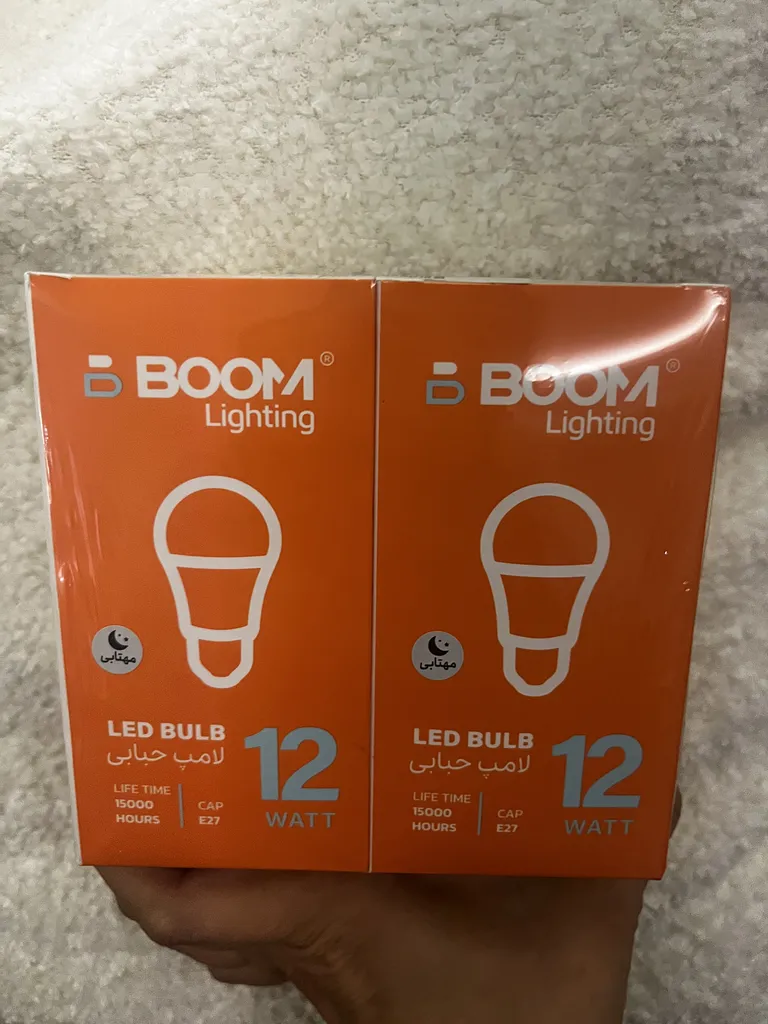 BOOM®
Lighting
مهتابی
LED BULB
لامپ حبابی
LIFE TIME
15000
HOURS
CAP
E27
12
WATT
BOOM®
Lighting
مهتابی
LED BULB
لامپ حبابی
LIFE TIME
15000
HOURS
CAP
E27
12
WATT